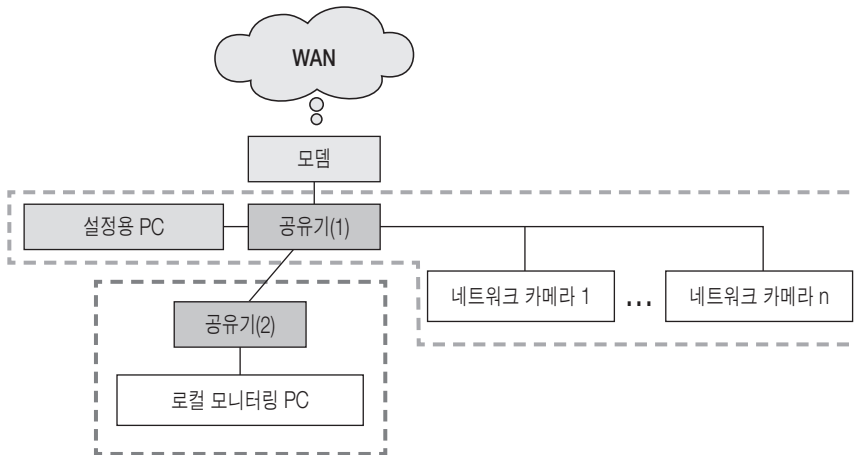 WAN
모뎀
설정용 PC
공유기(1)
네트워크 카메라 1
...
네트워크 카메라 n
공유기(2)
로컬 모니터링 PC